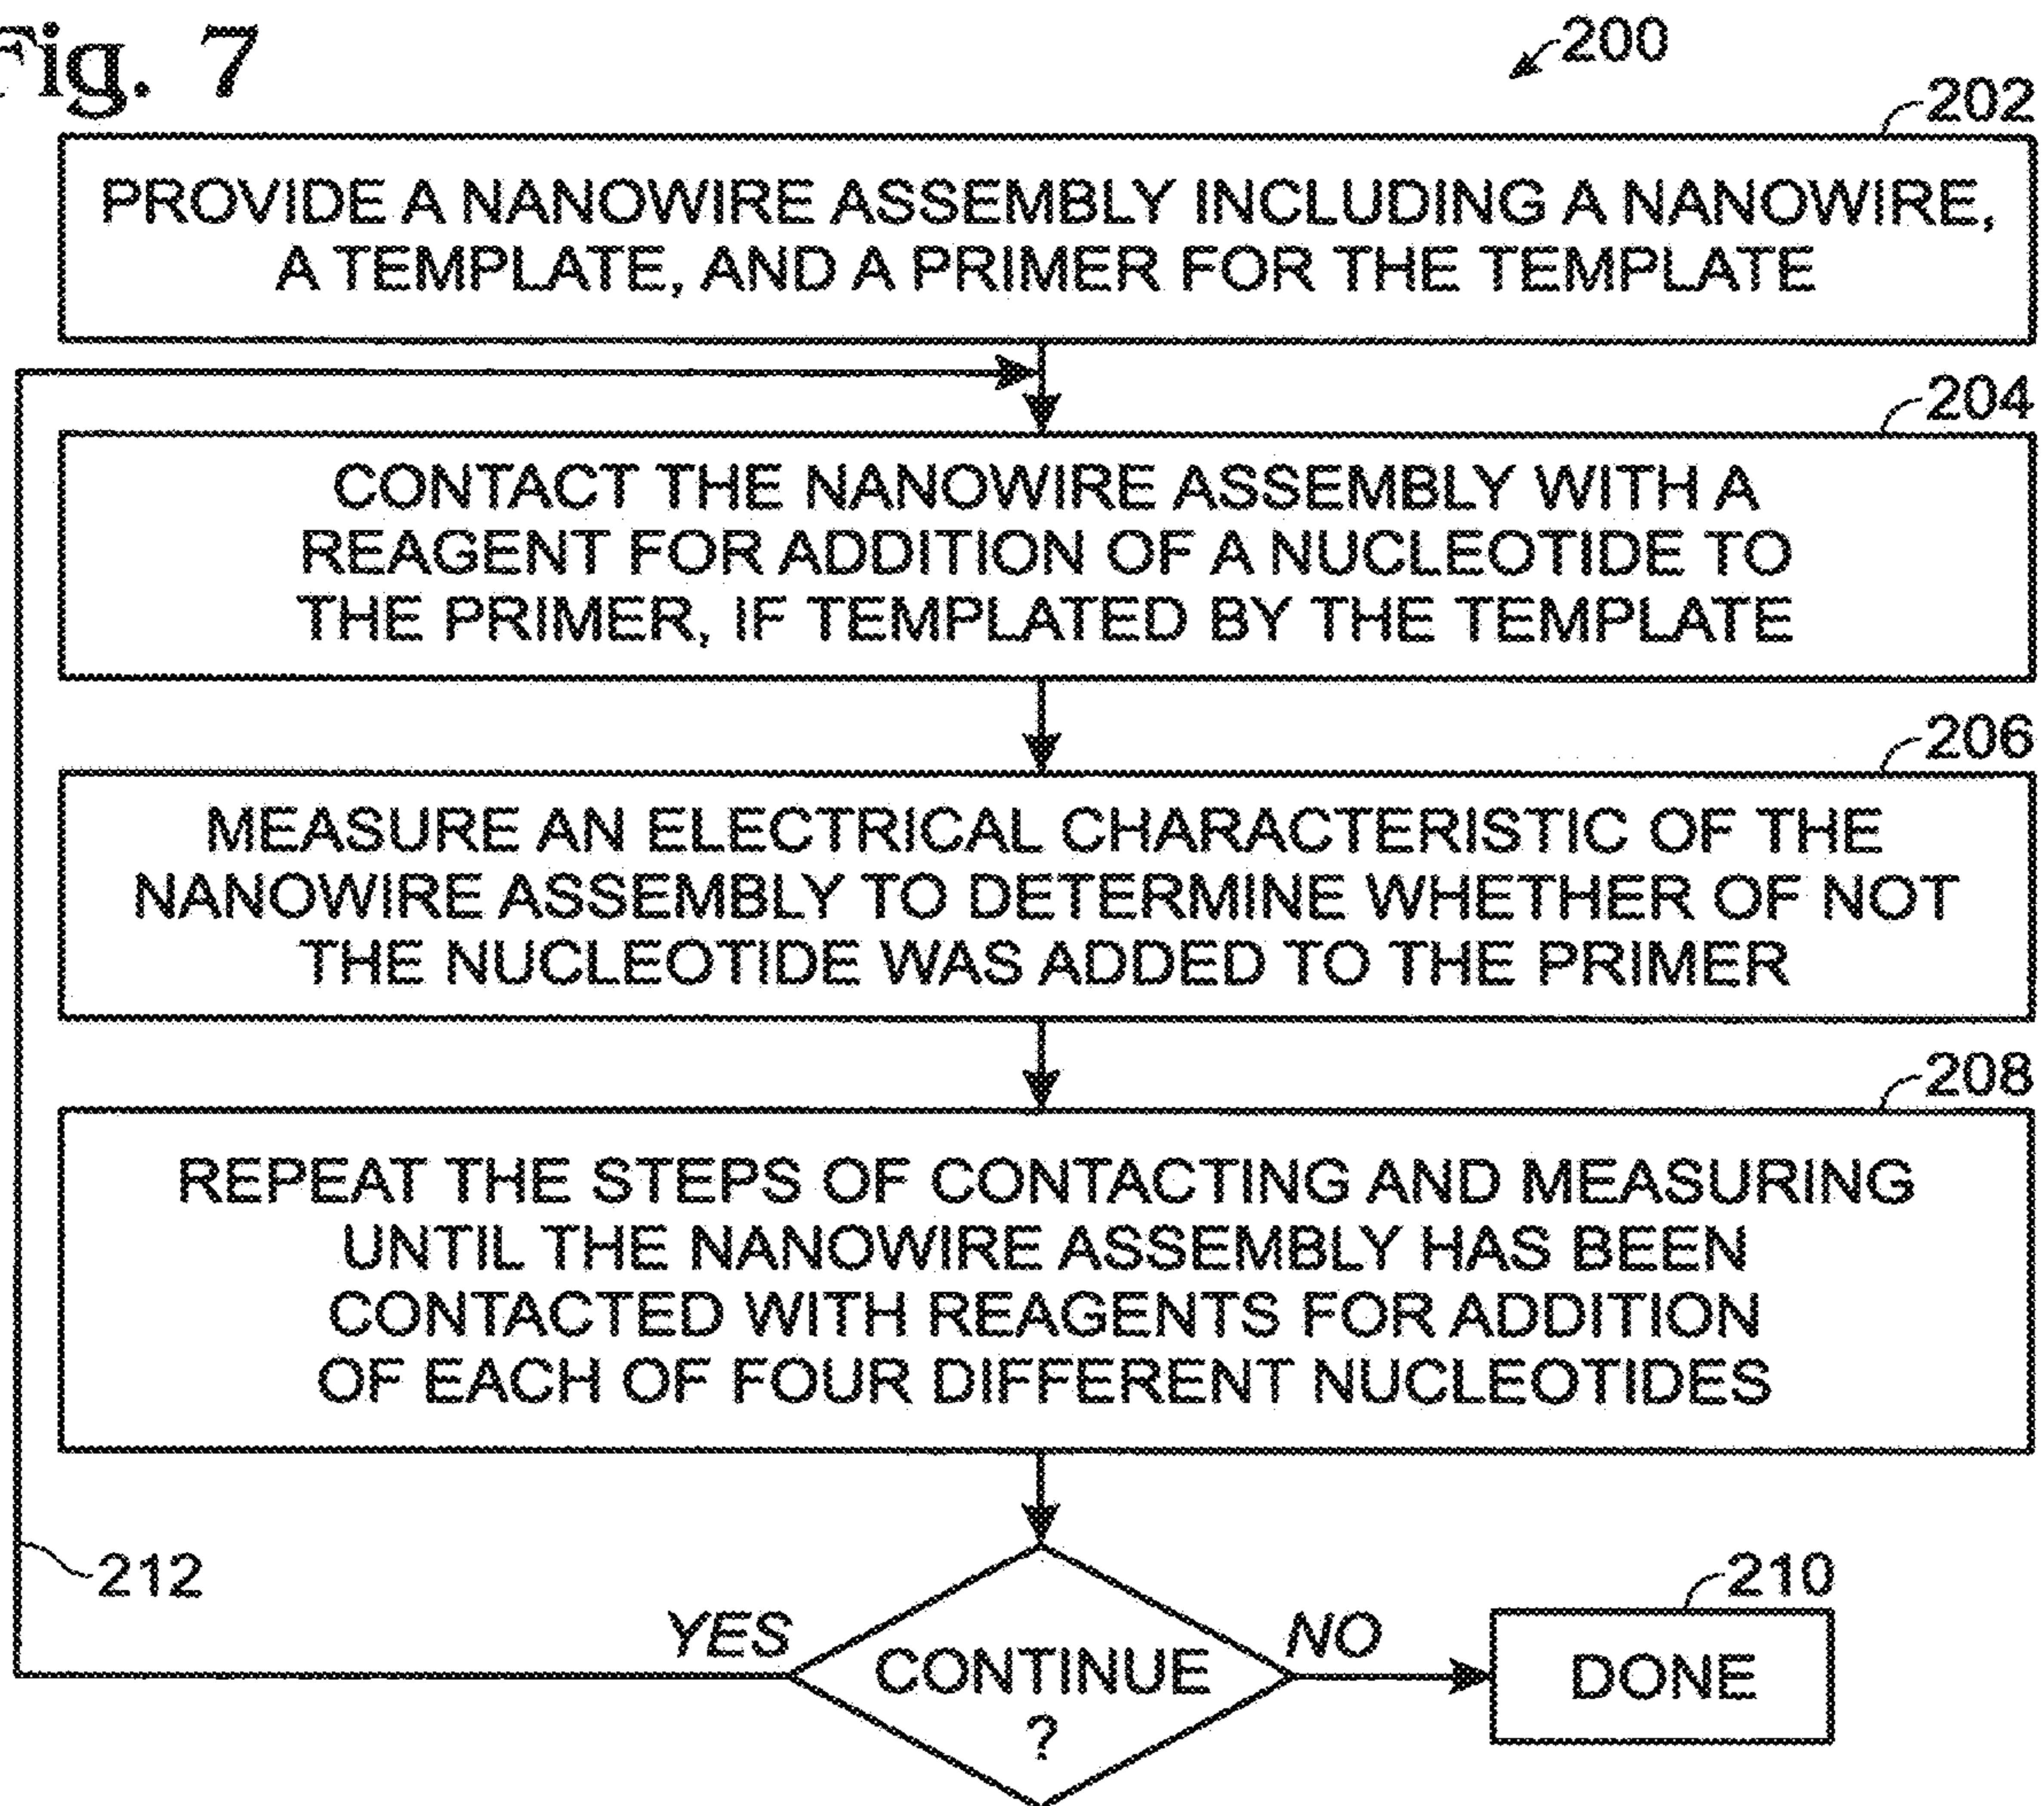 Fig. 7
200
202
PROVIDE A NANOWIRE ASSEMBLY INCLUDING A NANOWIRE,
A TEMPLATE, AND A PRIMER FOR THE TEMPLATE
204
CONTACT THE NANOWIRE ASSEMBLY WITH A
REAGENT FOR ADDITION OF A NUCLEOTIDE TO
THE PRIMER, IF TEMPLATED BY THE TEMPLATE
206
MEASURE AN ELECTRICAL CHARACTERISTIC OF THE
NANOWIRE ASSEMBLY TO DETERMINE WHETHER OF NOT
THE NUCLEOTIDE WAS ADDED TO THE PRIMER
208
REPEAT THE STEPS OF CONTACTING AND MEASURING
UNTIL THE NANOWIRE ASSEMBLY HAS BEEN
CONTACTED WITH REAGENTS FOR ADDITION
OF EACH OF FOUR DIFFERENT NUCLEOTIDES
212
YES
CONTINUE
?
NO
210
DONE